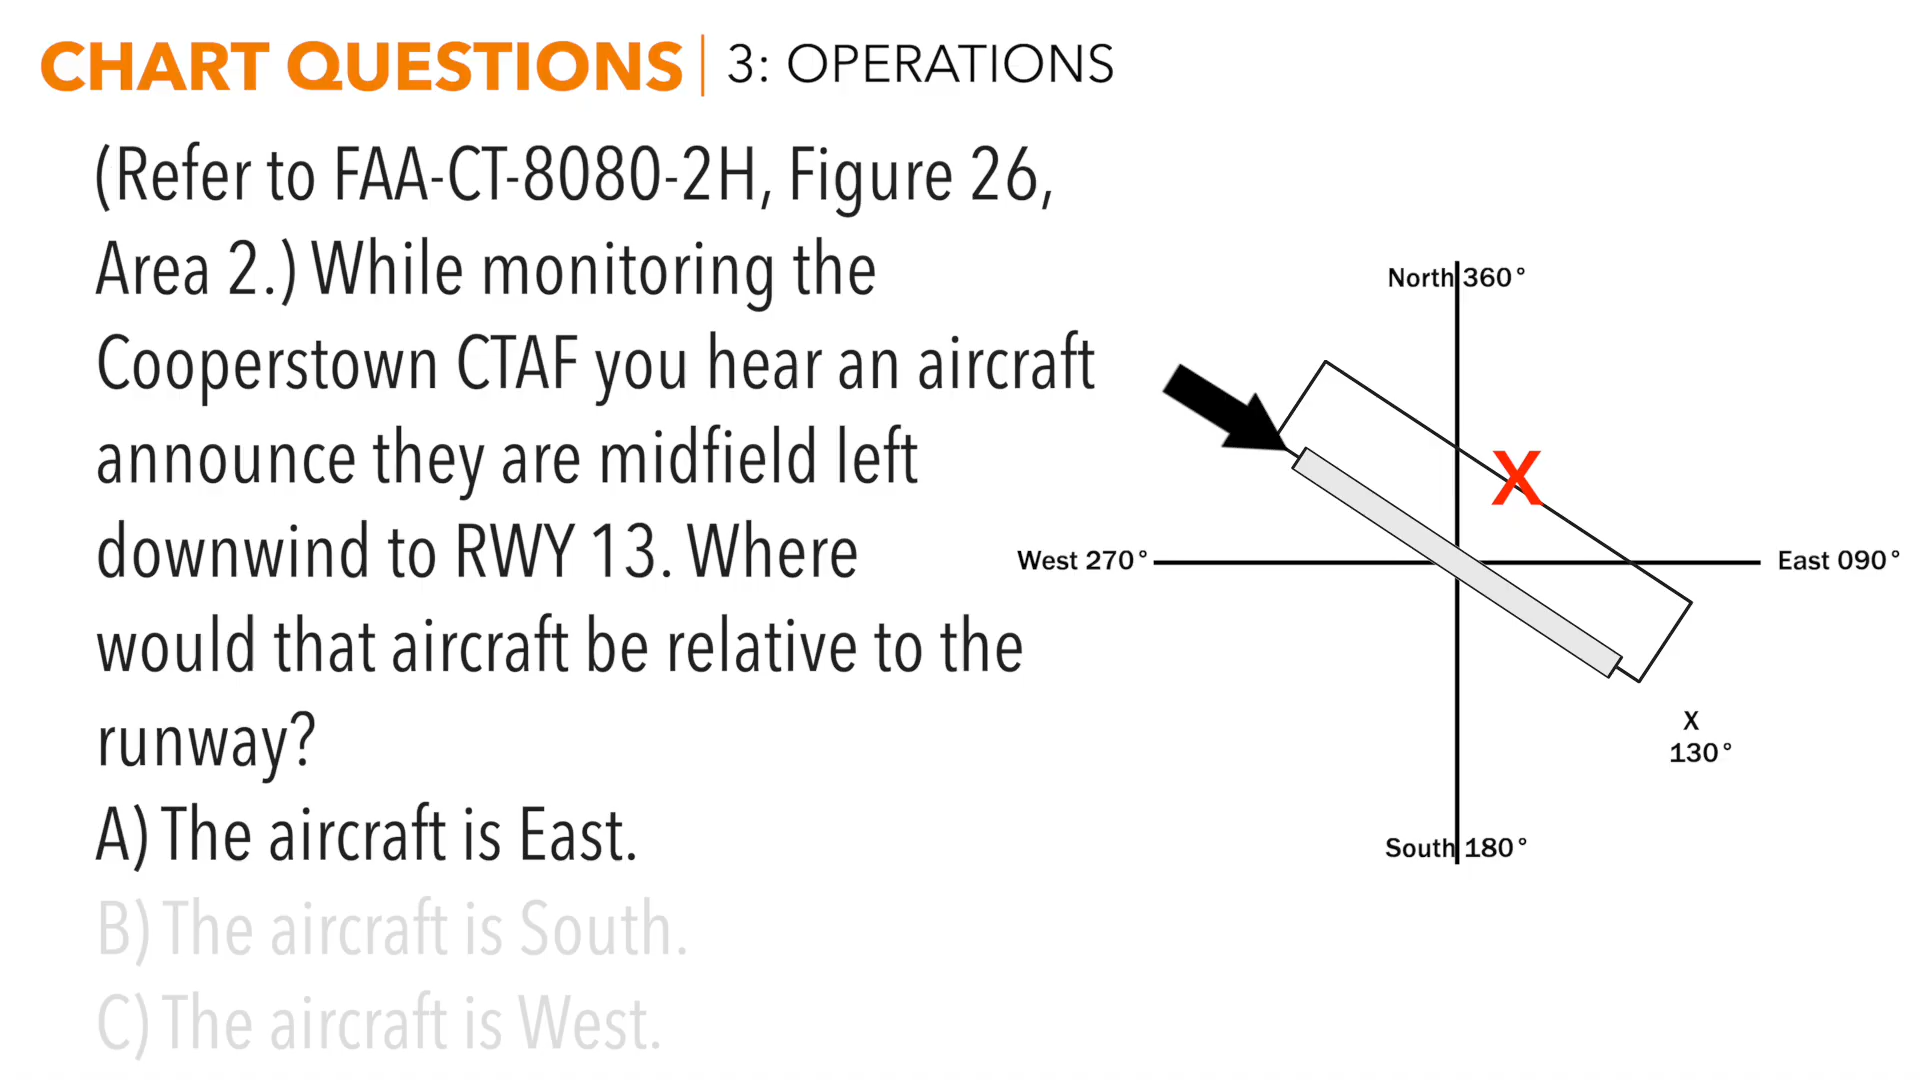 CHART QUESTIONS | 3: OPERATIONS
(Refer to FAA-CT-8080-2H, Figure 26,
Area 2.) While monitoring the
Cooperstown CTAF you hear an aircraft
announce they are midfield left
downwind to RWY 13. Where
would that aircraft be relative to the
runway?
A) The aircraft is East.
B) The aircraft is South.
C) The aircraft is West.
North 360°
X
West 270°
East 090°
X
130°
South 180°